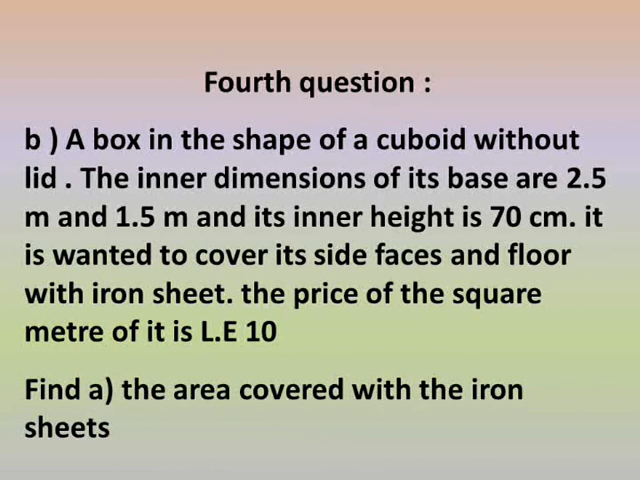 Fourth question :
b ) A box in the shape of a cuboid without
lid . The inner dimensions of its base are 2.5
m and 1.5 m and its inner height is 70 cm. it
is wanted to cover its side faces and floor
with iron sheet. the price of the square
metre of it is L.E 10
Find a) the area covered with the iron
sheets